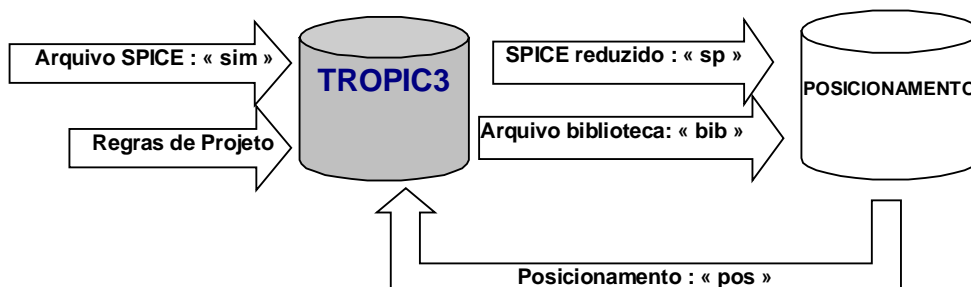 Arquivo SPICE : « sim »
SPICE reduzido : « sp »
TROPIC3
POSICIONAMENTO
Arquivo biblioteca: « bib »
Regras de Projeto
Posicionamento : « pos »